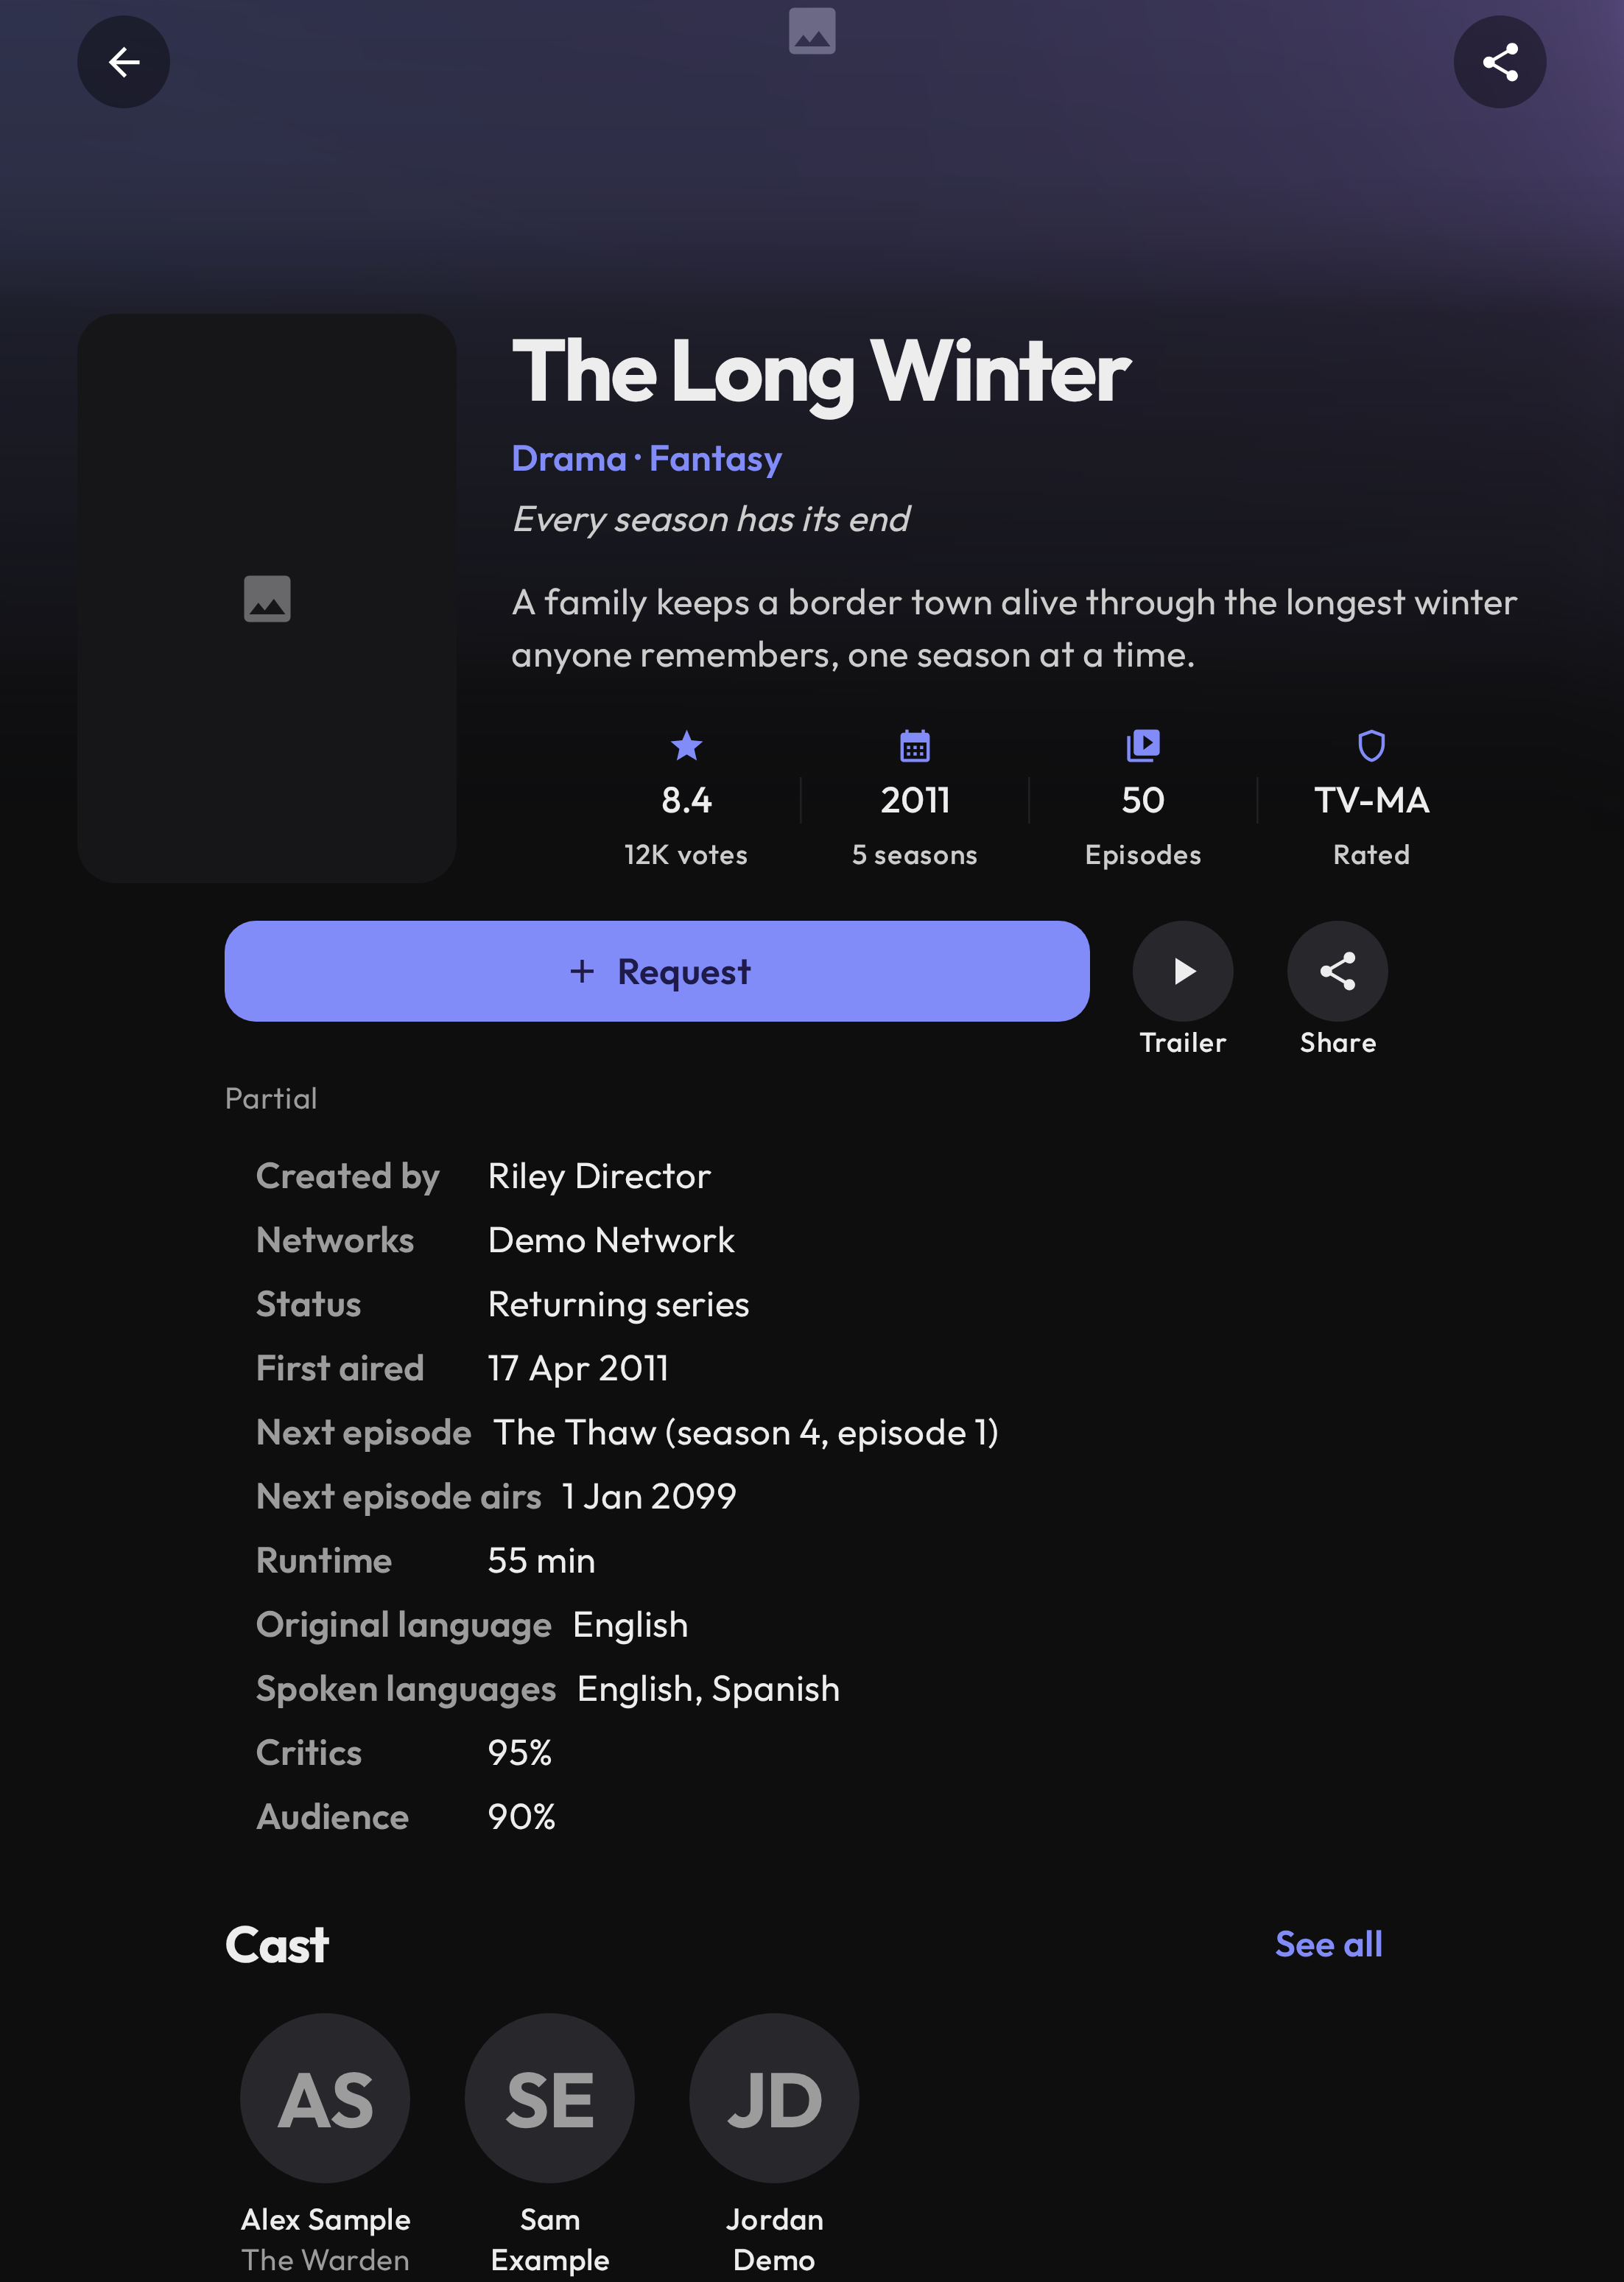 The Long Winter
Drama · Fantasy
Every season has its end
A family keeps a border town alive through the longest winter
anyone remembers, one season at a time.
8.4 2011 50 TV-MA
12K votes 5 seasons Episodes Rated
+ Request
Trailer Share
Partial
Created by Riley Director
Networks Demo Network
Status Returning series
First aired 17 Apr 2011
Next episode The Thaw (season 4, episode 1)
Next episode airs 1 Jan 2099
Runtime 55 min
Original language English
Spoken languages English, Spanish
Critics 95%
Audience 90%
Cast See all
AS SE JD
Alex Sample Sam Jordan
The Warden Example Demo